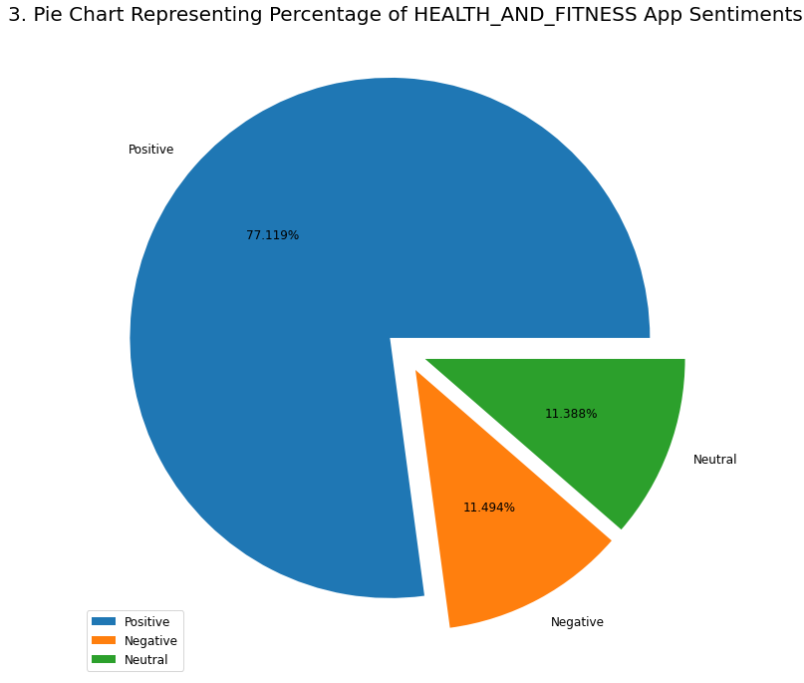 3. Pie Chart Representing Percentage of HEALTH_AND_FITNESS App Sentiments
Positive
77.119%
11.388%
Neutral
11.494%
Negative
Positive
Negative
Neutral